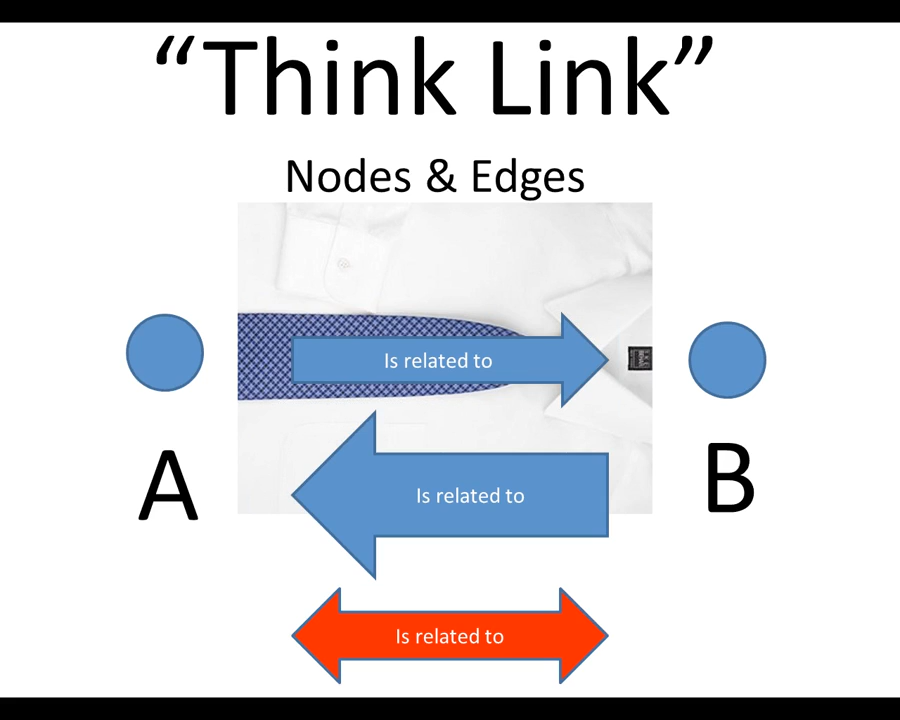 “Think Link”
Nodes & Edges
Is related to
A
B
Is related to
Is related to